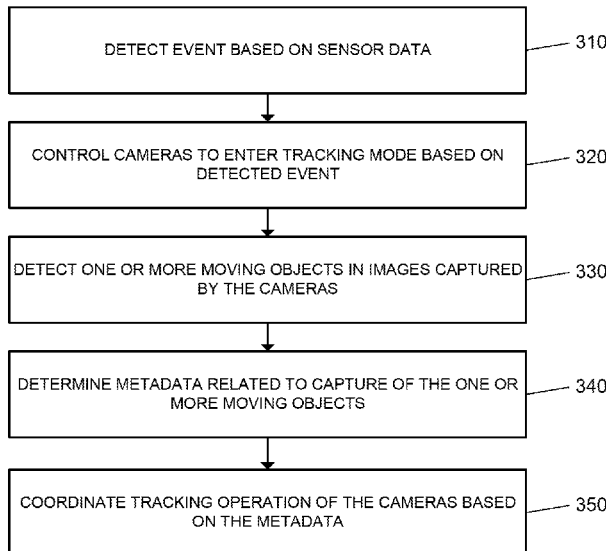 DETECT EVENT BASED ON SENSOR DATA
310
CONTROL CAMERAS TO ENTER TRACKING MODE BASED ON
DETECTED EVENT
320
DETECT ONE OR MORE MOVING OBJECTS IN IMAGES CAPTURED
BY THE CAMERAS
330
DETERMINE METADATA RELATED TO CAPTURE OF THE ONE OR
MORE MOVING OBJECTS
340
COORDINATE TRACKING OPERATION OF THE CAMERAS BASED
ON THE METADATA
350